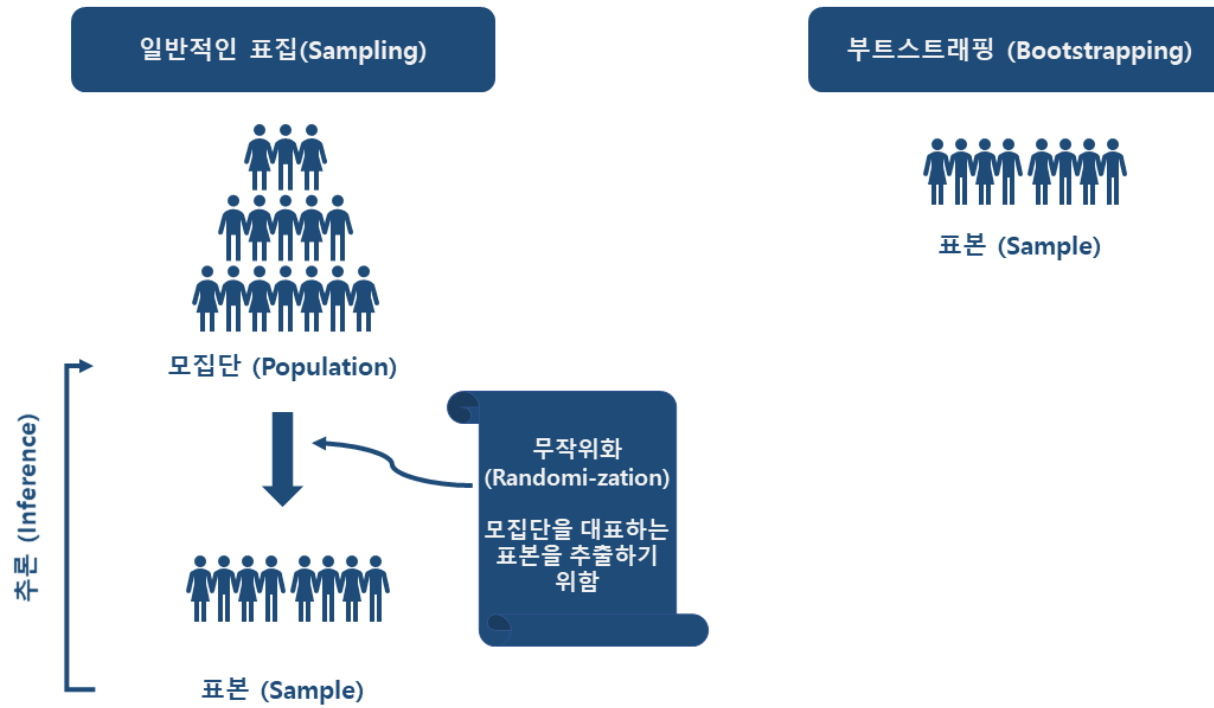 일반적인 표집(Sampling)
부트스트래핑 (Bootstrapping)
표본 (Sample)
모집단 (Population)
추론 (Inference)
무작위화
(Randomi-zation)
모집단을 대표하는
표본을 추출하기
위함
표본 (Sample)